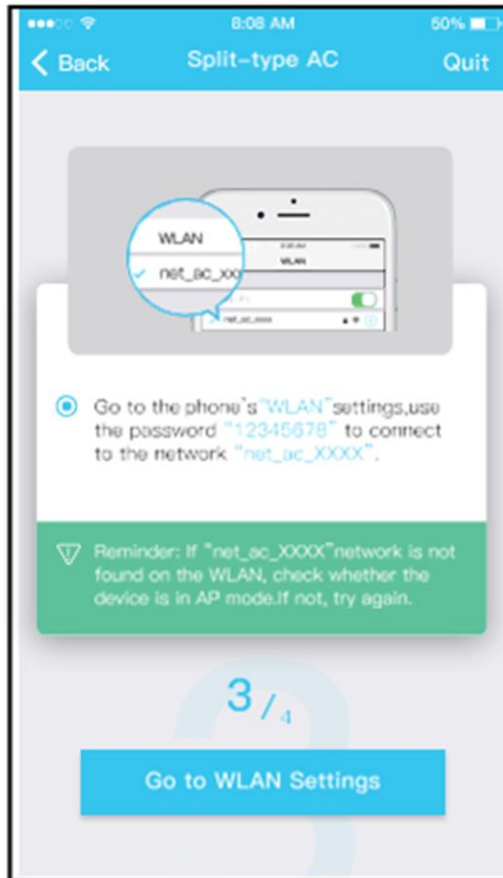 8:08 AM
50%
Back
Split-type AC
Quit
WLAN
net_ac_xxx
WLAN
net_ac_xxxx
Go to the phone`s"WLAN"settings,use
the password "12345678" to connect
to the network "net_ac_XXXX".
Reminder: If "net_ac_XXXX"network is not
found on the WLAN, check whether the
device is in AP mode.If not, try again.
3/4
Go to WLAN Settings